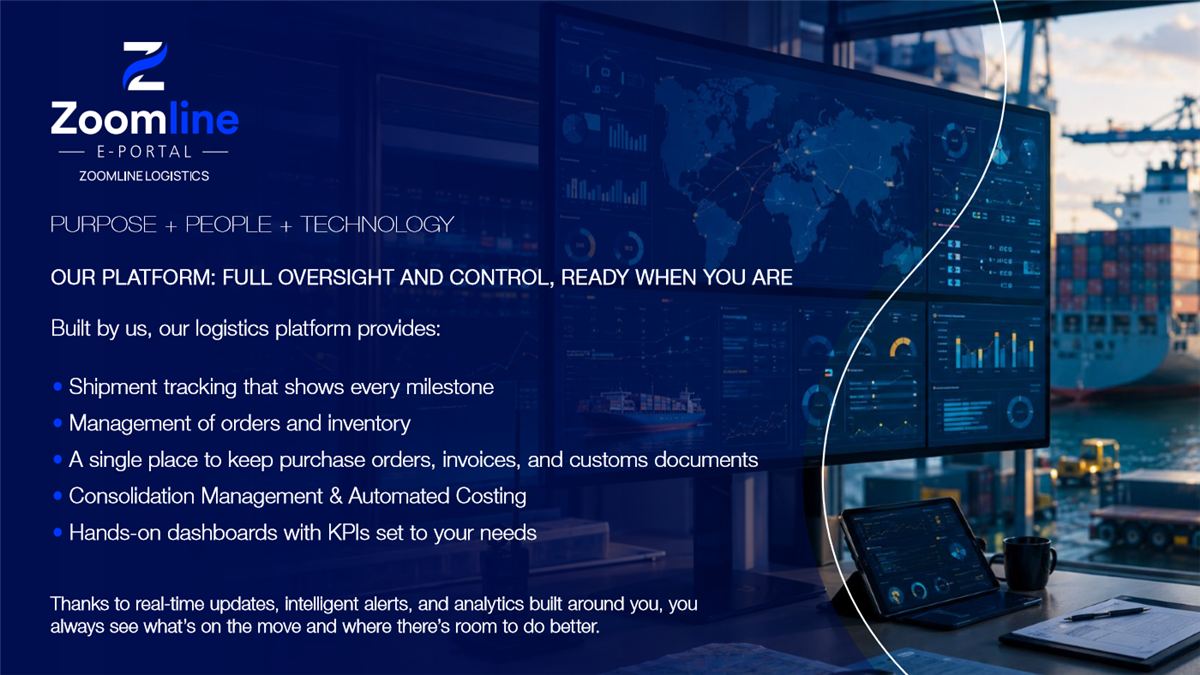 Zoomline
E-PORTAL
ZOOMLINE LOGISTICS
PURPOSE + PEOPLE + TECHNOLOGY
OUR PLATFORM: FULL OVERSIGHT AND CONTROL, READY WHEN YOU ARE
Built by us, our logistics platform provides:
• Shipment tracking that shows every milestone
• Management of orders and inventory
• A single place to keep purchase orders, invoices, and customs documents
• Consolidation Management & Automated Costing
• Hands-on dashboards with KPIs set to your needs
Thanks to real-time updates, intelligent alerts, and analytics built around you, you
always see what's on the move and where there's room to do better.